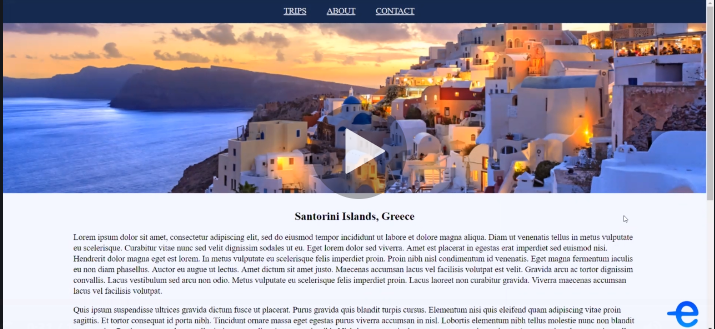 TRIPS ABOUT CONTACT
Santorini Islands, Greece
Lorem ipsum dolor sit amet, consectetur adipiscing elit, sed do eiusmod tempor incididunt ut labore et dolore magna aliqua. Diam ut venenatis tellus in metus vulputate
eu scelerisque. Curabitur vitae nunc sed velit dignissim sodales ut eu. Eget lorem dolor sed viverra. Amet est placerat in egestas erat imperdiet sed euismod nisi.
Hendrerit dolor magna eget est lorem. In metus vulputate eu scelerisque felis imperdiet proin. Proin nibh nisl condimentum id venenatis. Eget magna fermentum iaculis
eu non diam phasellus. Auctor eu augue ut lectus. Amet dictum sit amet justo. Maecenas accumsan lacus vel facilisis volutpat est velit. Gravida arcu ac tortor dignissim
convallis. Lacus vestibulum sed arcu non odio. Metus vulputate eu scelerisque felis imperdiet proin. Lacus laoreet non curabitur gravida. Viverra maecenas accumsan
lacus vel facilisis volutpat.
Quis ipsum suspendisse ultrices gravida dictum fusce ut placerat. Purus gravida quis blandit turpis cursus. Elementum nisi quis eleifend quam adipiscing vitae proin
sagittis. Et tortor consequat id porta nibh. Tincidunt ornare massa eget egestas purus viverra accumsan in nisl. Lobortis elementum nibh tellus molestie nunc non blandit